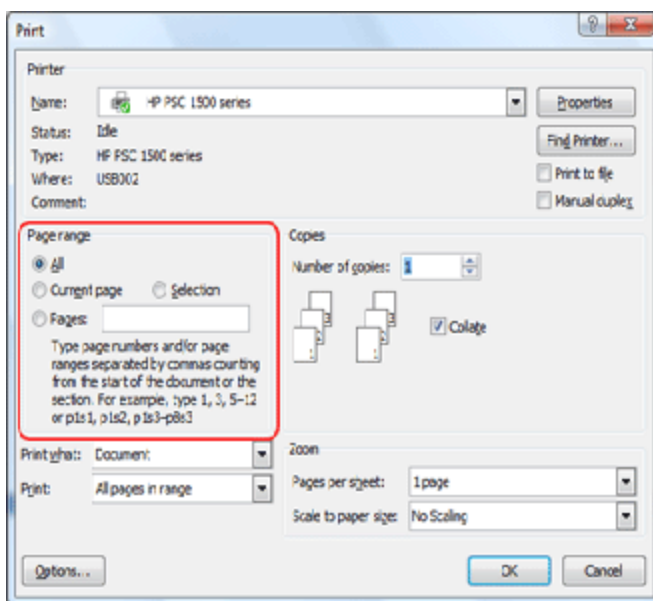 Print
Printer
Name: HP PSC 1500 series
Properties
Status: Idle
Find Printer...
Type: HP PSC 1500 series
Where: USB002
Print to file
Comment:
Manual duplex
Page range
All
Current page Selection
Pages:
Type page numbers and/or page
ranges separated by commas counting
from the start of the document or the
section. For example, type 1, 3, 5–12
or p1s1, p1s2, p1s3–p8s3
Copies
Number of copies: 1
Collate
Print what: Document
Print: All pages in range
Zoom
Pages per sheet: 1 page
Scale to paper size: No Scaling
Options...
OK
Cancel